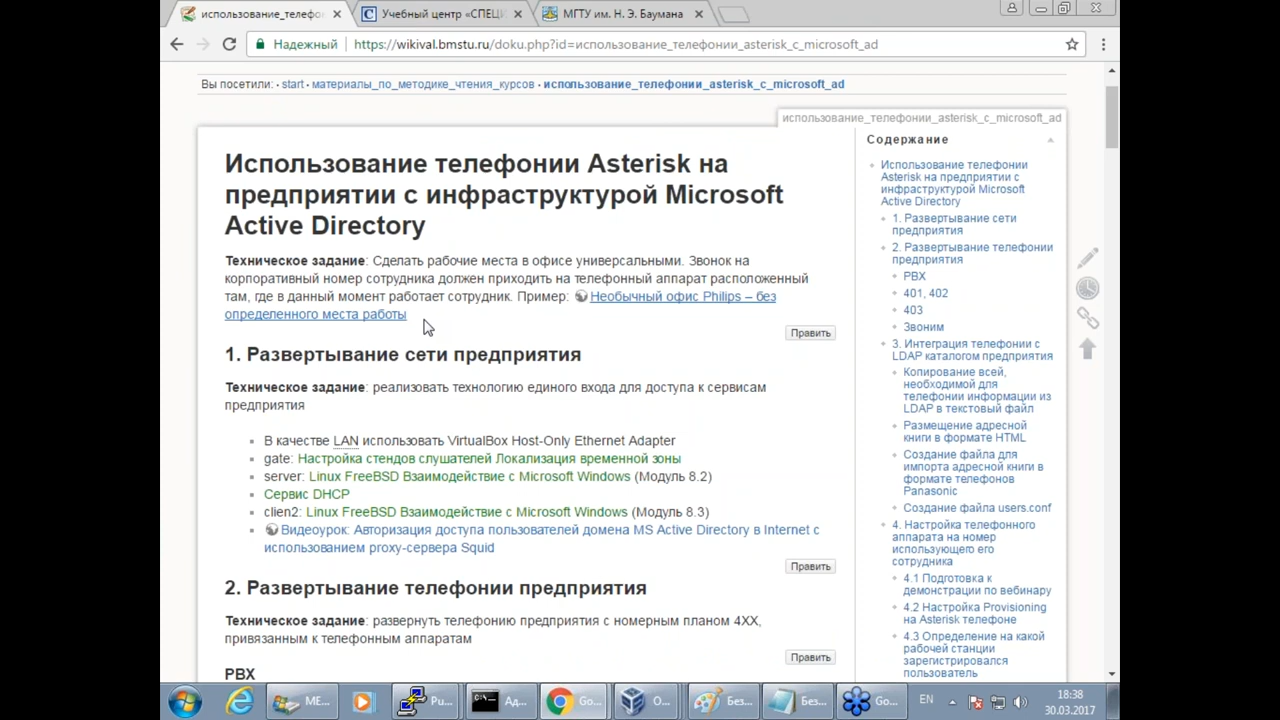 использование_телефо
Учебный центр «СПЕЦИ
МГТУ им. Н. Э. Баумана
Надежный
https://wikival.bmstu.ru/doku.php?id=использование_телефонии_asterisk_с_microsoft_ad
Вы посетили: • start • материалы_по_методике_чтения_курсов • использование_телефонии_asterisk_с_microsoft_ad
использование_телефонии_asterisk_с_microsoft_ad
Использование телефонии Asterisk на
предприятии с инфраструктурой Microsoft
Active Directory
Техническое задание: Сделать рабочие места в офисе универсальными. Звонок на
корпоративный номер сотрудника должен приходить на телефонный аппарат расположенный
там, где в данный момент работает сотрудник. Пример: Необычный офис Philips – без
определенного места работы
Править
1. Развертывание сети предприятия
Техническое задание: реализовать технологию единого входа для доступа к сервисам
предприятия
В качестве LAN использовать VirtualBox Host-Only Ethernet Adapter
gate: Настройка стендов слушателей Локализация временной зоны
server: Linux FreeBSD Взаимодействие с Microsoft Windows (Модуль 8.2)
Сервис DHCP
clien2: Linux FreeBSD Взаимодействие с Microsoft Windows (Модуль 8.3)
Видеоурок: Авторизация доступа пользователей домена MS Active Directory в Internet с
использованием proxy-сервера Squid
Править
2. Развертывание телефонии предприятия
Техническое задание: развернуть телефонию предприятия с номерным планом 4XX,
привязанным к телефонным аппаратам
Править
PBX
Содержание
Использование телефонии
Asterisk на предприятии с
инфраструктурой Microsoft
Active Directory
1. Развертывание сети
предприятия
2. Развертывание телефонии
предприятия
PBX
401, 402
403
Звоним
3. Интеграция телефонии с
LDAP каталогом предприятия
Копирование всей,
необходимой для
телефонии информации из
LDAP в текстовый файл
Размещение адресной
книги в формате HTML
Создание файла для
импорта адресной книги в
формате телефонов
Panasonic
Создание файла users.conf
4. Настройка телефонного
аппарата на номер
использующего его
сотрудника
4.1 Подготовка к
демонстрации по вебинару
4.2 Настройка Provisioning
на Asterisk телефоне
4.3 Определение на какой
рабочей станции
зарегистрировался
пользователь
ME...
Pu...
Ад...
Go...
О...
Без...
Без...
Go...
EN
18:38
30.03.2017